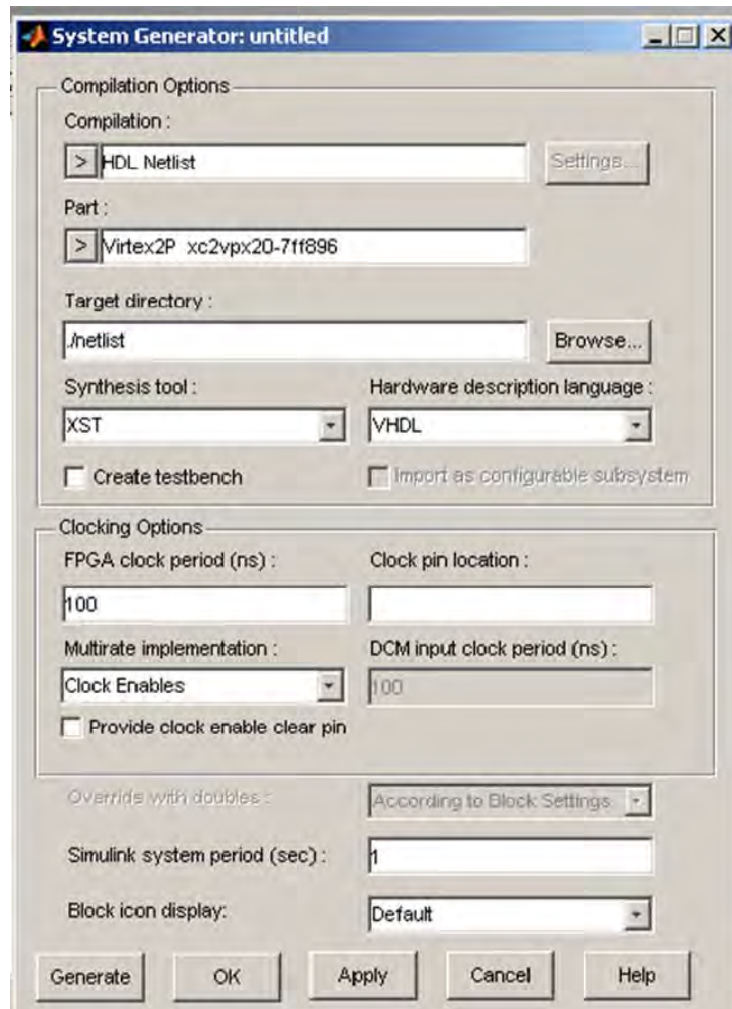 System Generator: untitled
Compilation Options
Compilation :
> HDL Netlist Settings...
Part :
> Virtex2P xc2vpx20-7ff896
Target directory :
./netlist Browse...
Synthesis tool : Hardware description language :
XST VHDL
Create testbench Import as configurable subsystem
Clocking Options
FPGA clock period (ns) : Clock pin location :
100
Multirate implementation : DCM input clock period (ns) :
Clock Enables 100
Provide clock enable clear pin
Override with doubles : According to Block Settings
Simulink system period (sec) : 1
Block icon display: Default
Generate OK Apply Cancel Help